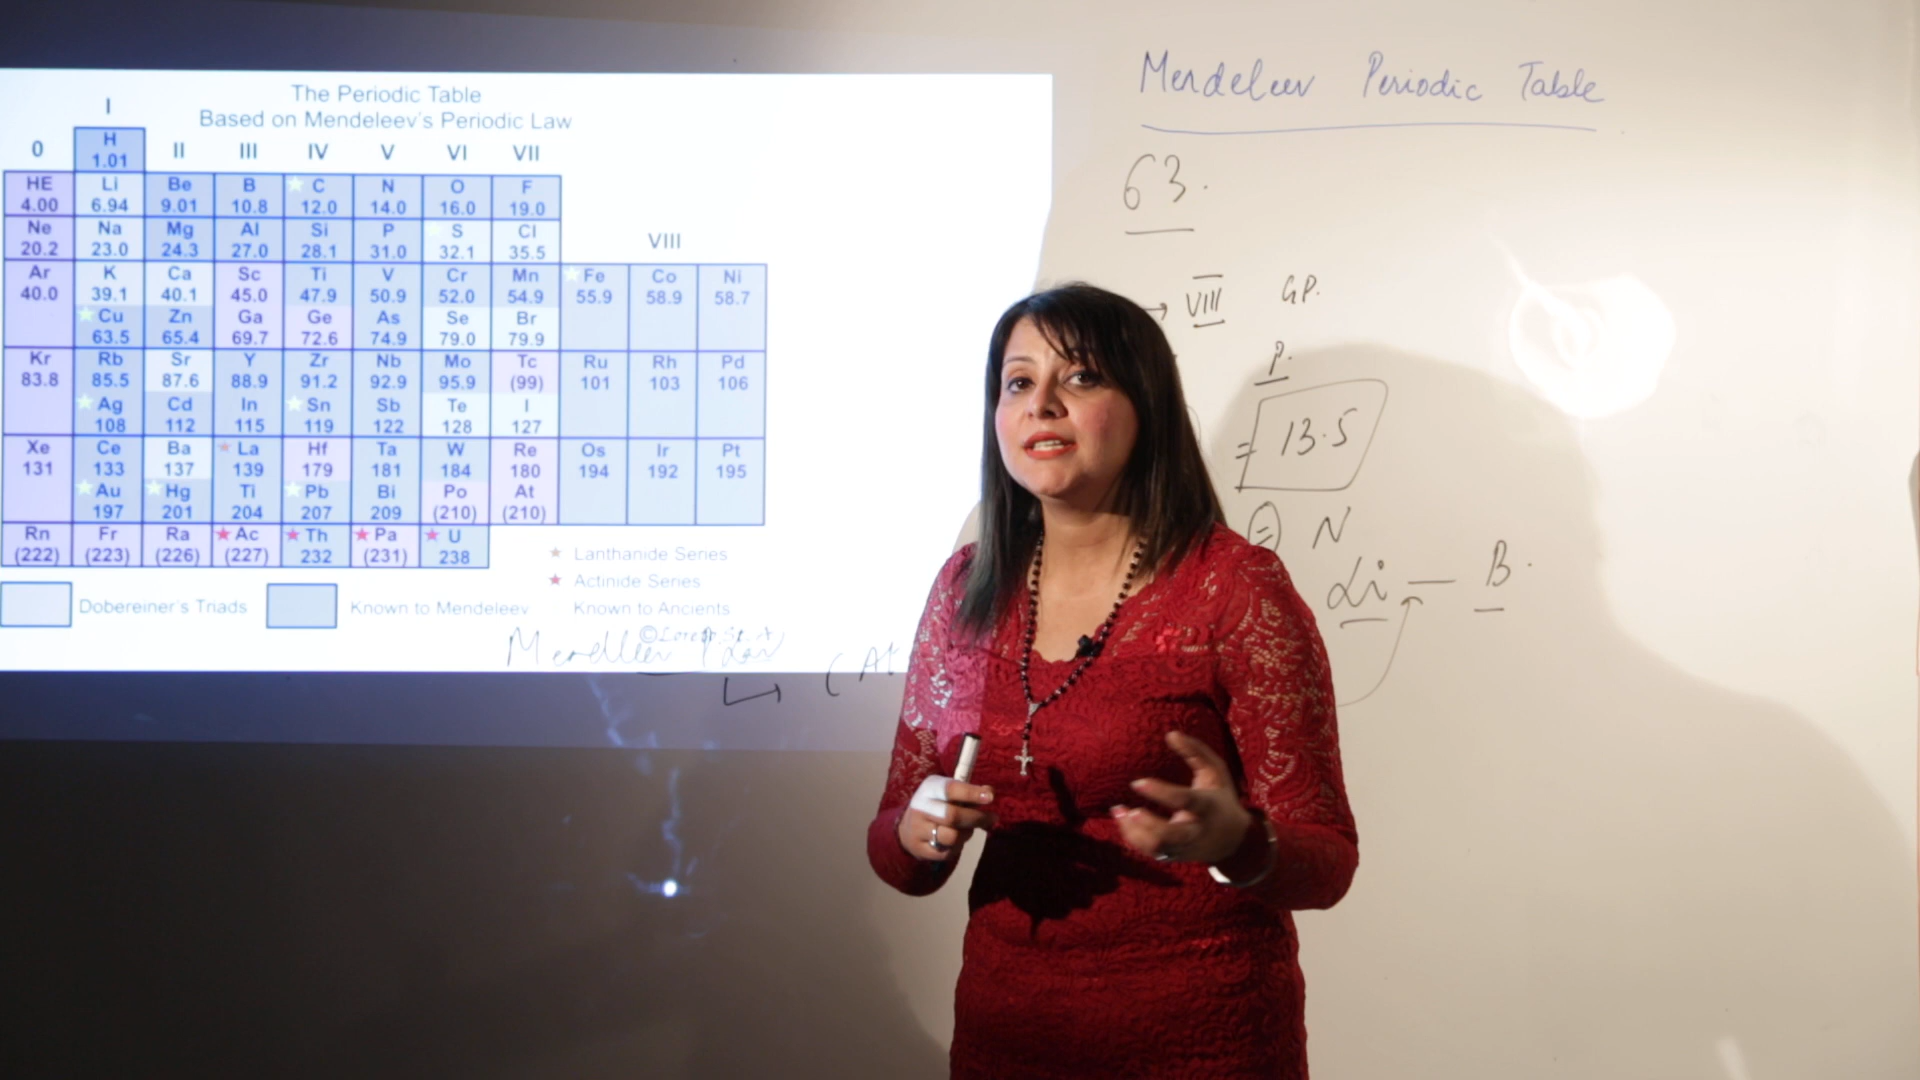 The Periodic Table
Based on Mendeleev's Periodic Law
I
0 II III IV V VI VII
H
1.01
HE Li Be B C N O F
4.00 6.94 9.01 10.8 12.0 14.0 16.0 19.0
Ne Na Mg Al Si P S Cl
20.2 23.0 24.3 27.0 28.1 31.0 32.1 35.5
VIII
Ar K Ca Sc Ti V Cr Mn Fe Co Ni
40.0 39.1 40.1 45.0 47.9 50.9 52.0 54.9 55.9 58.9 58.7
Cu Zn Ga Ge As Se Br
63.5 65.4 69.7 72.6 74.9 79.0 79.9
Kr Rb Sr Y Zr Nb Mo Tc Ru Rh Pd
83.8 85.5 87.6 88.9 91.2 92.9 95.9 (99) 101 103 106
Ag Cd In Sn Sb Te I
108 112 115 119 122 128 127
Xe Ce Ba La Hf Ta W Re Os Ir Pt
131 133 137 139 179 181 184 180 194 192 195
Au Hg Ti Pb Bi Po At
197 201 204 207 209 (210) (210)
Rn Fr Ra Ac Th Pa U
(222) (223) (226) (227) 232 (231) 238
Lanthanide Series
Actinide Series
Dobereiner's Triads Known to Mendeleev Known to Ancients
Mendeleev Periodic Table
63.
→ VIII GP.
P.
= 13.5
= N
Li — B.
(At